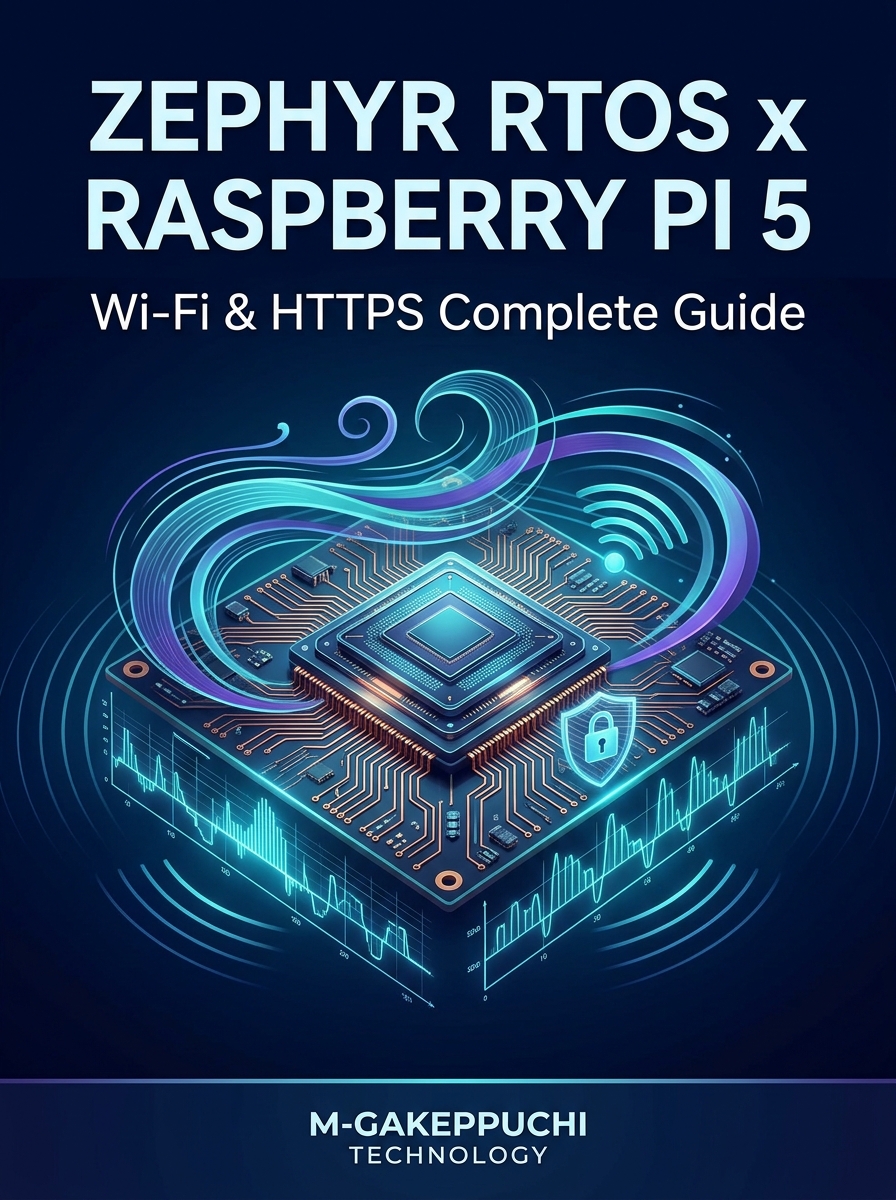 ZEPHYR RTOS x
RASPBERRY PI 5
Wi-Fi & HTTPS Complete Guide
M-GAKEPPUCHI
TECHNOLOGY